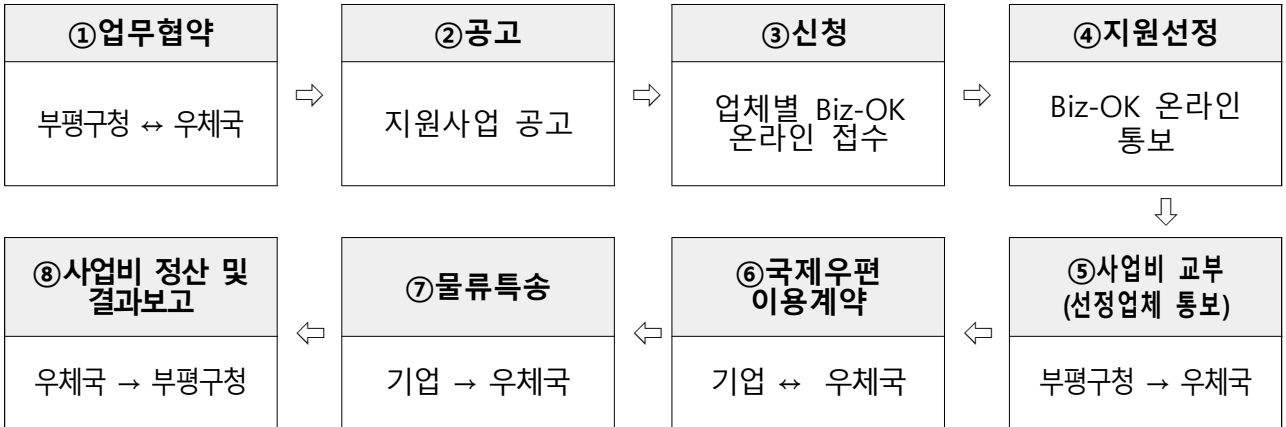 ①업무협약
부평구청 ↔ 우체국
②공고
지원사업 공고
③신청
업체별 Biz-OK
온라인 접수
④지원선정
Biz-OK 온라인
통보
⑤사업비 교부
(선정업체 통보)
부평구청 → 우체국
⑥국제우편
이용계약
기업 ↔ 우체국
⑦물류특송
기업 → 우체국
⑧사업비 정산 및
결과보고
우체국 → 부평구청